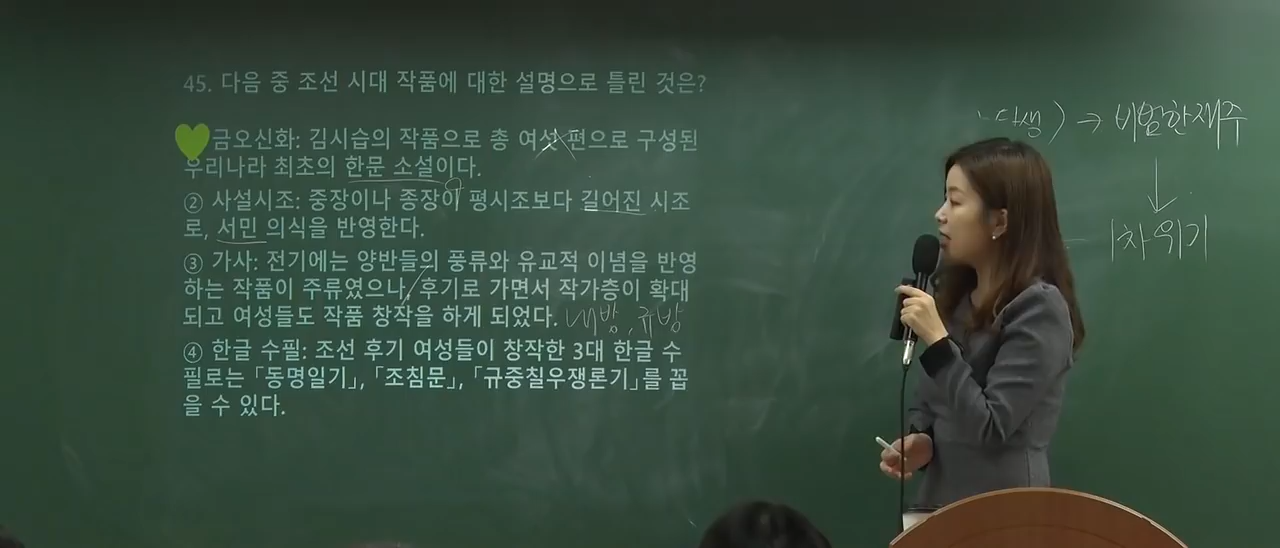 45. 다음 중 조선 시대 작품에 대한 설명으로 틀린 것은?
금오신화: 김시습의 작품으로 총 여섯 편으로 구성된
우리나라 최초의 한문 소설이다.
② 사설시조: 중장이나 종장이 평시조보다 길어진 시조
로, 서민 의식을 반영한다.
③ 가사: 전기에는 양반들의 풍류와 유교적 이념을 반영
하는 작품이 주류였으나, 후기로 가면서 작가층이 확대
되고 여성들도 작품 창작을 하게 되었다. 내방, 규방
④ 한글 수필: 조선 후기 여성들이 창작한 3대 한글 수
필로는 「동명일기」, 「조침문」, 「규중칠우쟁론기」를 꼽
을 수 있다.
탄생) → 비범한 재주
↓
1차 위기